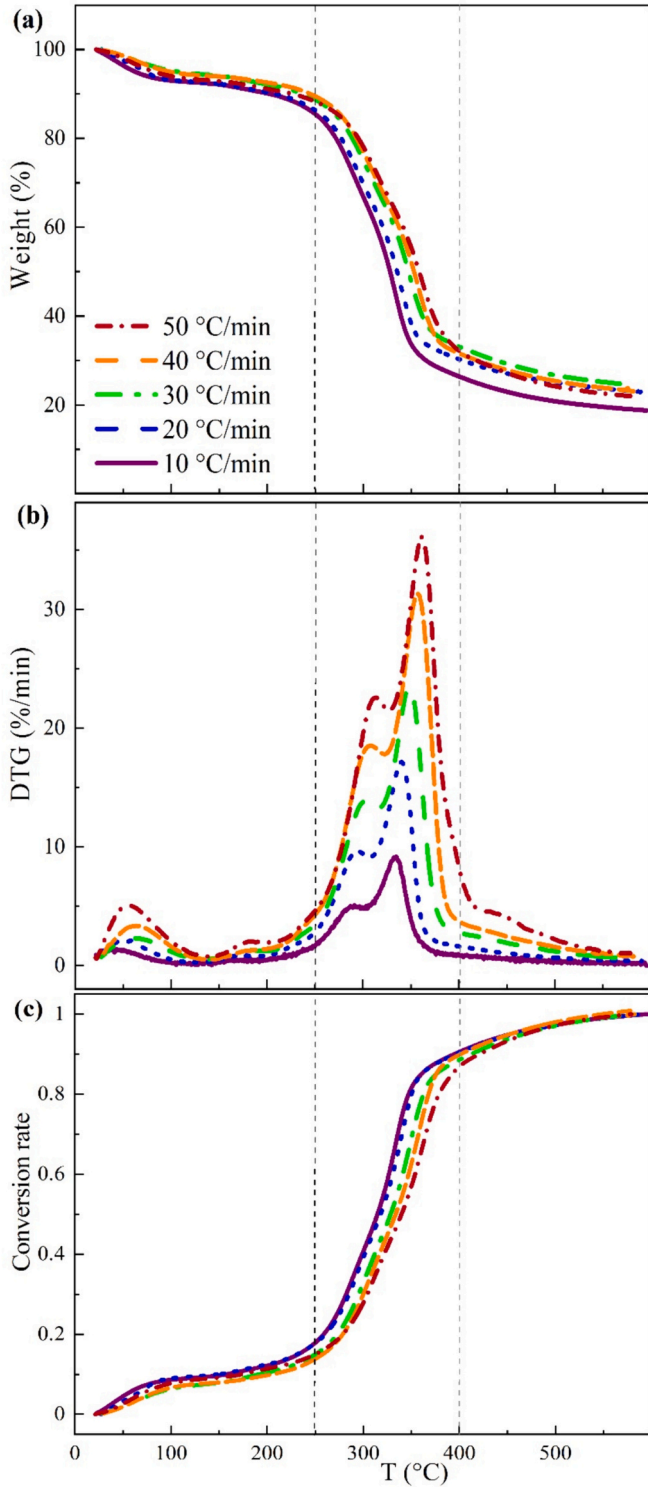 (a)
100
80
60
40
20
Weight (%)
50 °C/min
40 °C/min
30 °C/min
20 °C/min
10 °C/min
(b)
30
20
10
0
DTG (%/min)
(c)
1
0.8
0.6
0.4
0.2
0
Conversion rate
0 100 200 300 400 500
T (°C)